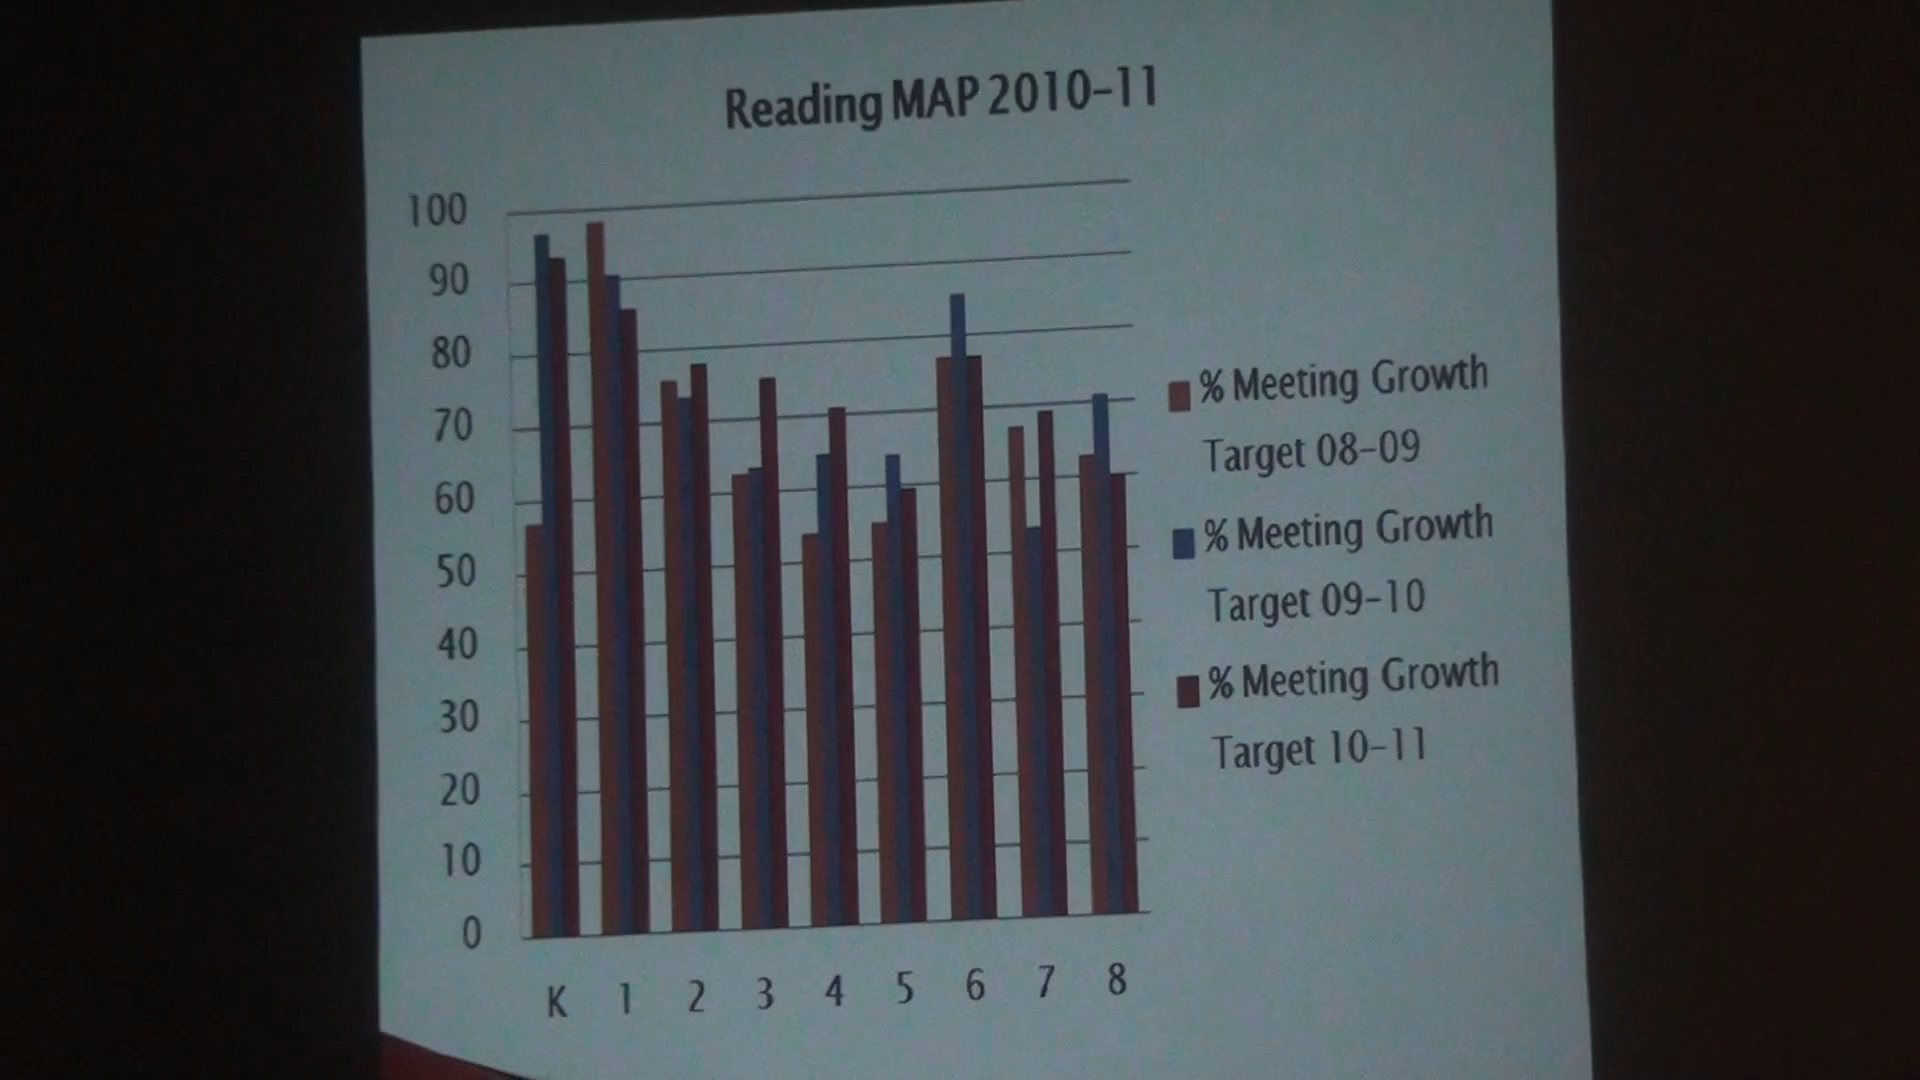 Reading MAP 2010-11
100
90
80
70
60
50
40
30
20
10
0
K 1 2 3 4 5 6 7 8
% Meeting Growth
Target 08-09
% Meeting Growth
Target 09-10
% Meeting Growth
Target 10-11